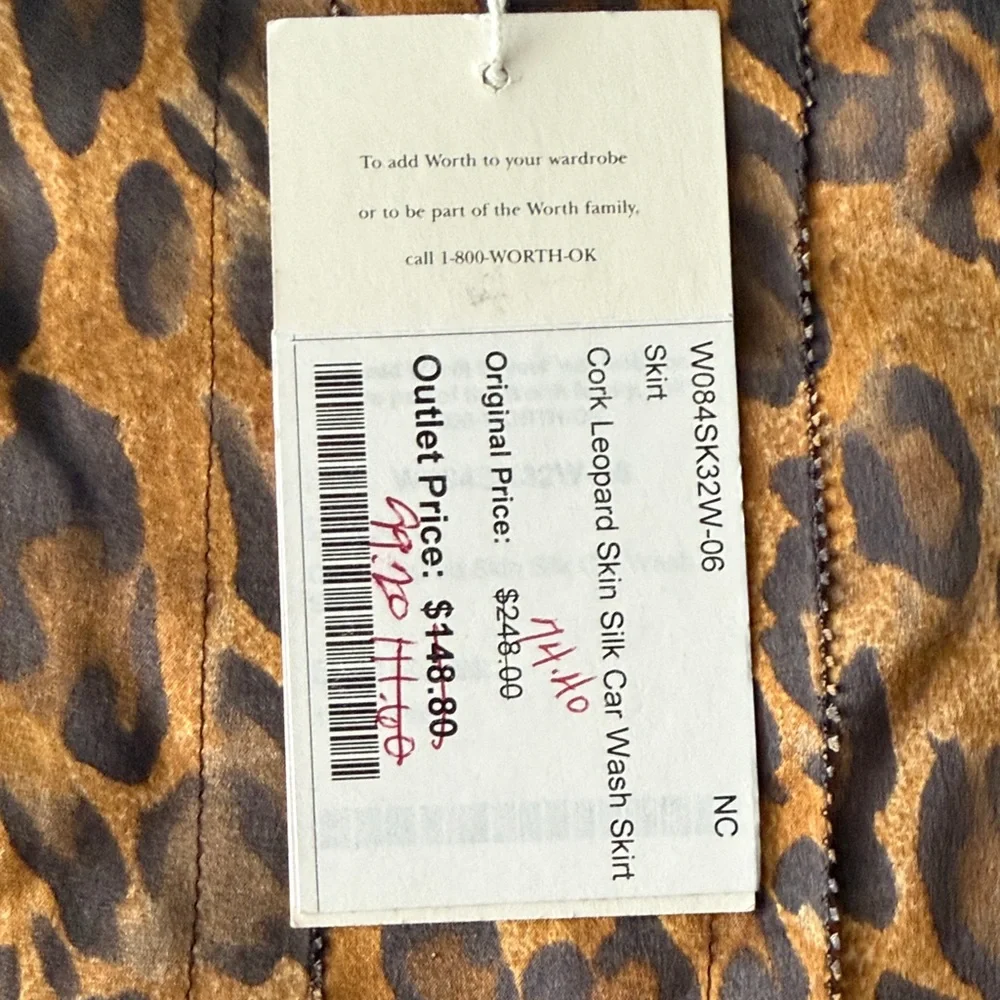 To add Worth to your wardrobe
or to be part of the Worth family,
call 1-800-WORTH-OK
W084SK32W-06 NC
Skirt
Cork Leopard Skin Silk Car Wash Skirt
74.40
Original Price: $248.00
Outlet Price: $148.80
99.20